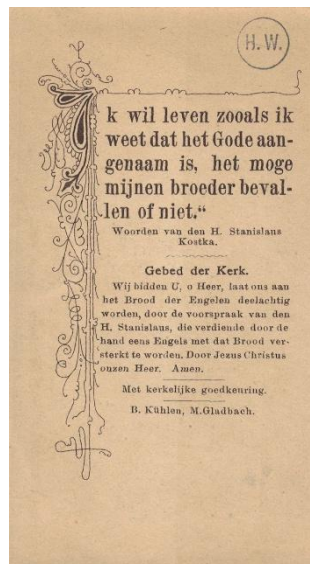 H. W.
Ik wil leven zooals ik
weet dat het Gode aan-
genaam is, het moge
mijnen broeder beval-
len of niet.“
Woorden van den H. Stanislaus
Kostka.
Gebed der Kerk.
Wij bidden U, o Heer, laat ons aan
het Brood der Engelen deelachtig
worden, door de voorspraak van den
H. Stanislaus, die verdiende door de
hand eens Engels met dat Brood ver-
sterkt te worden. Door Jezus Christus
onzen Heer. Amen.
Met kerkelijke goedkeuring.
B. Kühlen, M.Gladbach.